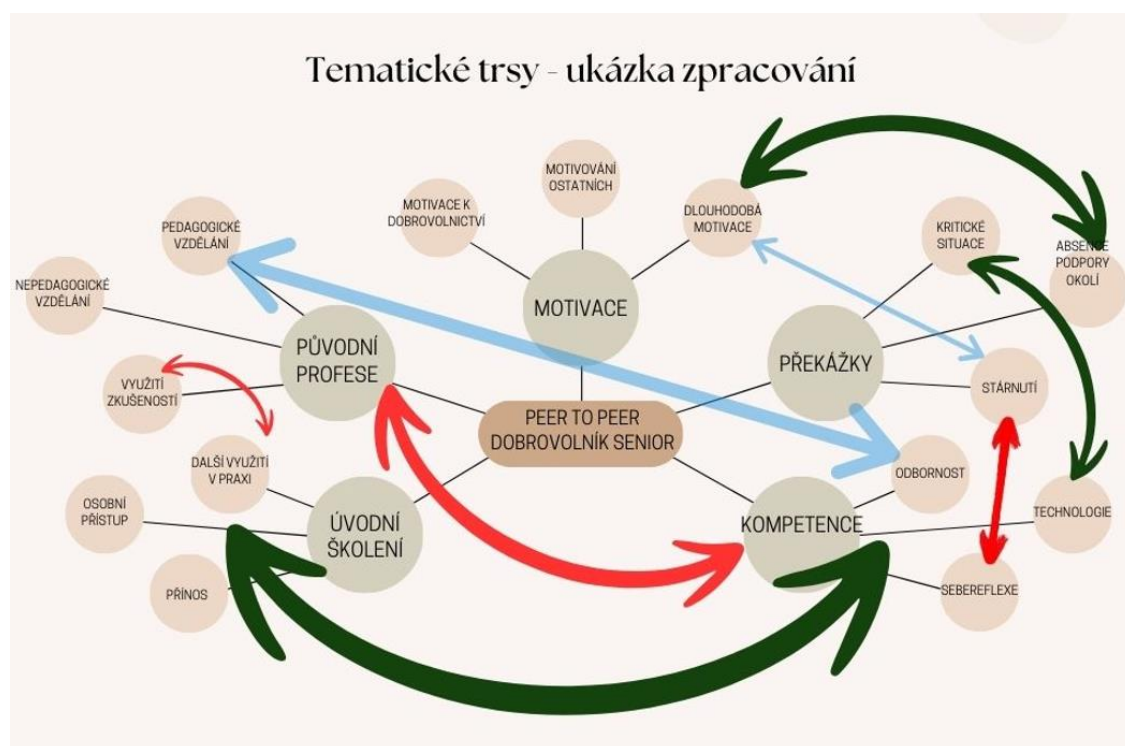 Tematické trsy - ukázka zpracování
MOTIVOVÁNÍ
OSTATNÍCH
MOTIVACE K
DOBROVOLNICTVÍ
DLOUHODOBÁ
MOTIVACE
PEDAGOGICKÉ
VZDĚLÁNÍ
KRITICKÉ
SITUACE
ABSENCE
PODPORY
OKOLÍ
NEPEDAGOGICKÉ
VZDĚLÁNÍ
MOTIVACE
PŮVODNÍ
PROFESE
PŘEKÁŽKY
VYUŽITÍ
ZKUŠENOSTÍ
STÁRNUTÍ
PEER TO PEER
DOBROVOLNÍK SENIOR
DALŠÍ VYUŽITÍ
V PRAXI
ODBORNOST
OSOBNÍ
PŘÍSTUP
ÚVODNÍ
ŠKOLENÍ
KOMPETENCE
TECHNOLOGIE
PŘÍNOS
SEBEREFLEXE